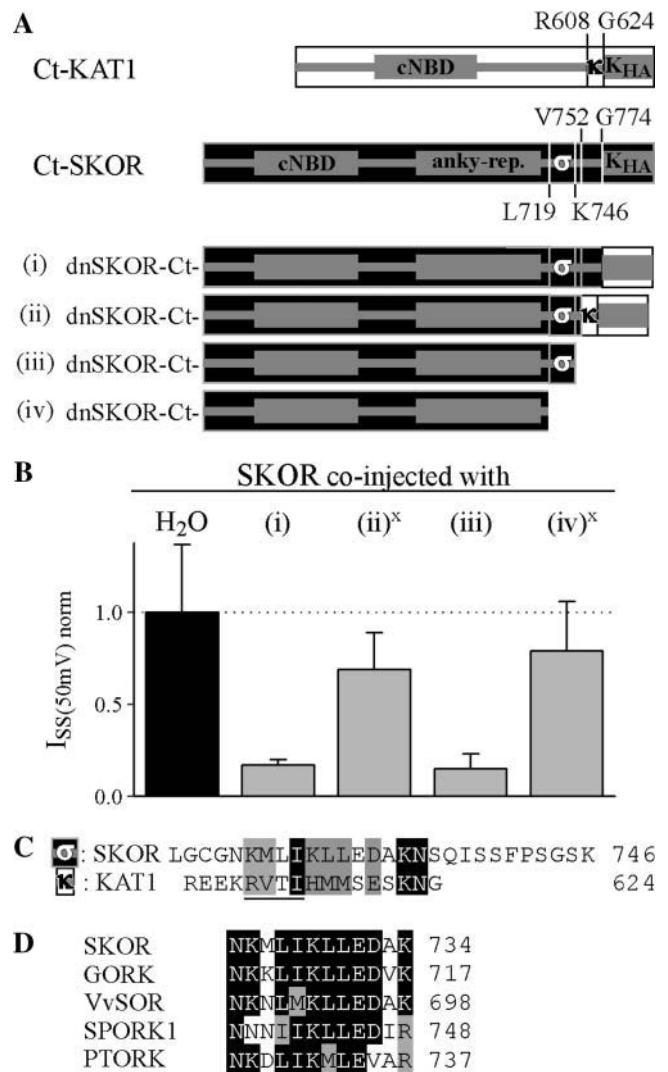 A
R608 G624
Ct-KAT1 cNBD κ K_HA
V752 G774
Ct-SKOR cNBD anky-rep. σ K_HA
L719 K746
(i) dnSKOR-Ct- σ
(ii) dnSKOR-Ct- σ κ
(iii) dnSKOR-Ct- σ
(iv) dnSKOR-Ct-
B
SKOR co-injected with
H₂O (i) (ii)ˣ (iii) (iv)ˣ
I_SS(50mV) norm
1.0
0.5
0.0
C
σ : SKOR LGCGNKMLIKLLEDAKNSQISSFPSGSK 746
κ : KAT1 REEKRVTIHMMSESKNG 624
D
SKOR NKMLIKLLEDAK 734
GORK NKKLIKLLEDVK 717
VvSOR NKNLMKLLEDAK 698
SPORK1 NNNIIKLLEDIR 748
PTORK NKDLIKMLEVAR 737